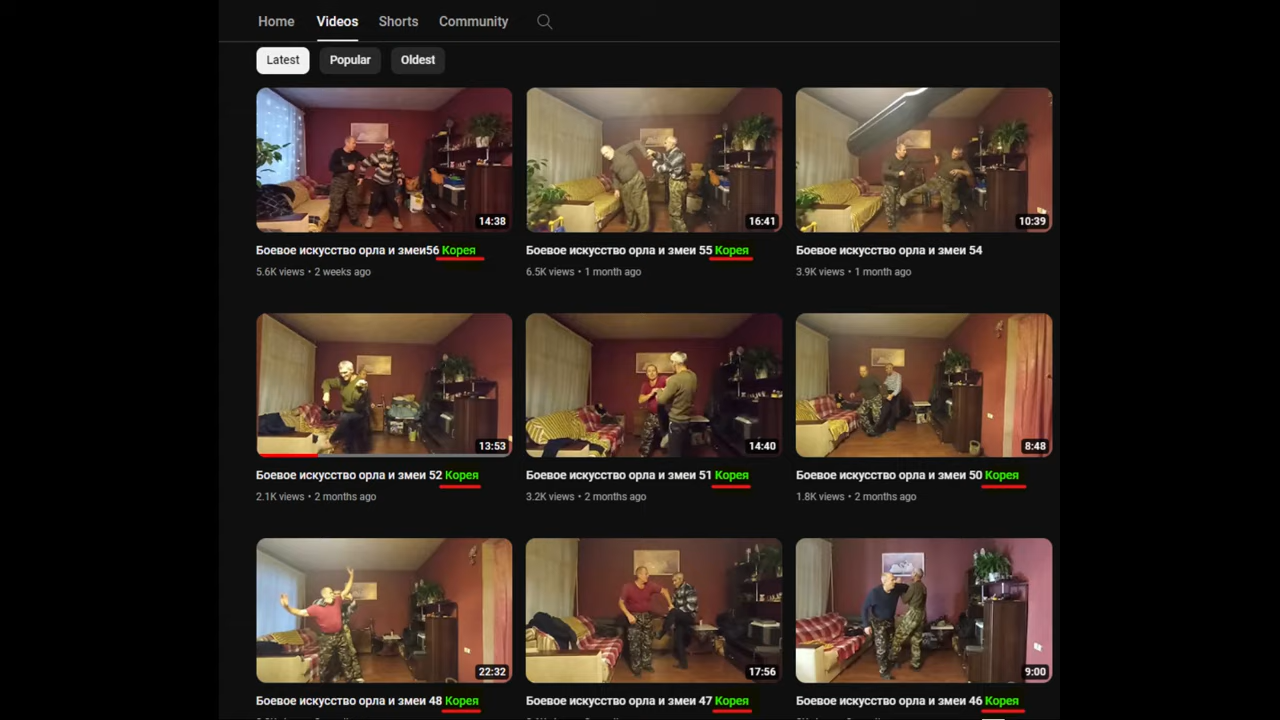 Home Videos Shorts Community
Latest Popular Oldest
14:38 16:41 10:39
Боевое искусство орла и змеи56 Корея
5.6K views • 2 weeks ago
Боевое искусство орла и змеи 55 Корея
6.5K views • 1 month ago
Боевое искусство орла и змеи 54
3.9K views • 1 month ago
13:53 14:40 8:48
Боевое искусство орла и змеи 52 Корея
2.1K views • 2 months ago
Боевое искусство орла и змеи 51 Корея
3.2K views • 2 months ago
Боевое искусство орла и змеи 50 Корея
1.8K views • 2 months ago
22:32 17:56 9:00
Боевое искусство орла и змеи 48 Корея
Боевое искусство орла и змеи 47 Корея
Боевое искусство орла и змеи 46 Корея